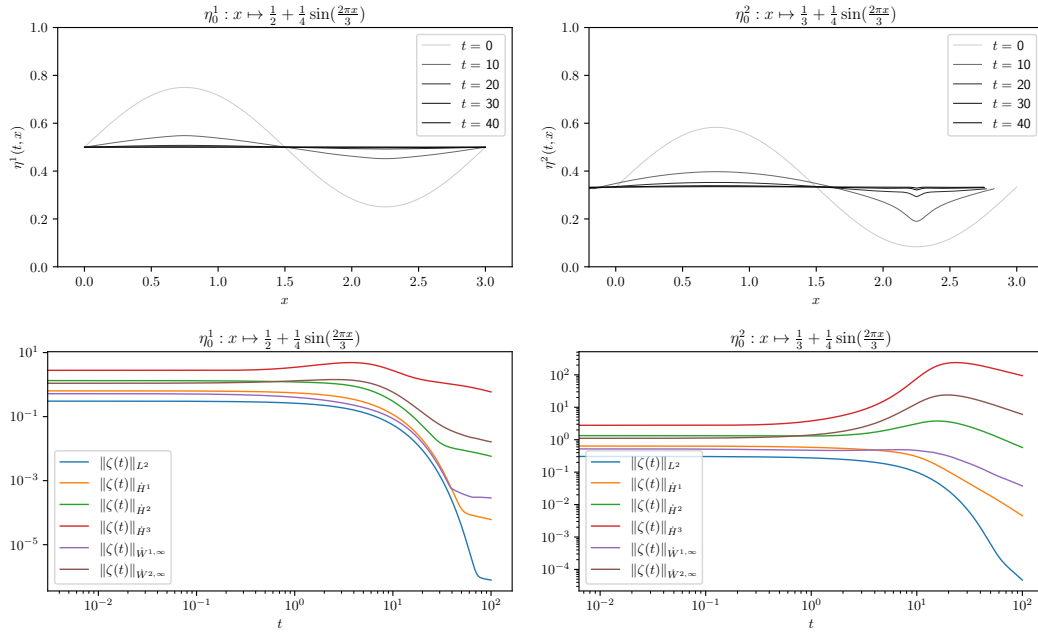 η₀¹ : x ↦ 1/2 + 1/4 sin(2πx/3)
1.0
0.8
0.6
0.4
0.2
0.0
η¹(t, x)
t = 0
t = 10
t = 20
t = 30
t = 40
0.0 0.5 1.0 1.5 2.0 2.5 3.0
x
η₀² : x ↦ 1/3 + 1/4 sin(2πx/3)
1.0
0.8
0.6
0.4
0.2
0.0
η²(t, x)
t = 0
t = 10
t = 20
t = 30
t = 40
0.0 0.5 1.0 1.5 2.0 2.5 3.0
x
η₀¹ : x ↦ 1/2 + 1/4 sin(2πx/3)
10¹
10⁻¹
10⁻³
10⁻⁵
‖ζ(t)‖_{L²}
‖ζ(t)‖_{Ḣ¹}
‖ζ(t)‖_{Ḣ²}
‖ζ(t)‖_{Ḣ³}
‖ζ(t)‖_{Ẇ^{1,∞}}
‖ζ(t)‖_{Ẇ^{2,∞}}
10⁻² 10⁻¹ 10⁰ 10¹ 10²
t
η₀² : x ↦ 1/3 + 1/4 sin(2πx/3)
10²
10¹
10⁰
10⁻¹
10⁻²
10⁻³
10⁻⁴
‖ζ(t)‖_{L²}
‖ζ(t)‖_{Ḣ¹}
‖ζ(t)‖_{Ḣ²}
‖ζ(t)‖_{Ḣ³}
‖ζ(t)‖_{Ẇ^{1,∞}}
‖ζ(t)‖_{Ẇ^{2,∞}}
10⁻² 10⁻¹ 10⁰ 10¹ 10²
t